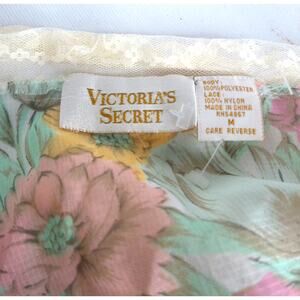 VICTORIA'S
SECRET
BODY
100% POLYESTER
LACE:
100% NYLON
MADE IN CHINA
RN54867
M
CARE REVERSE